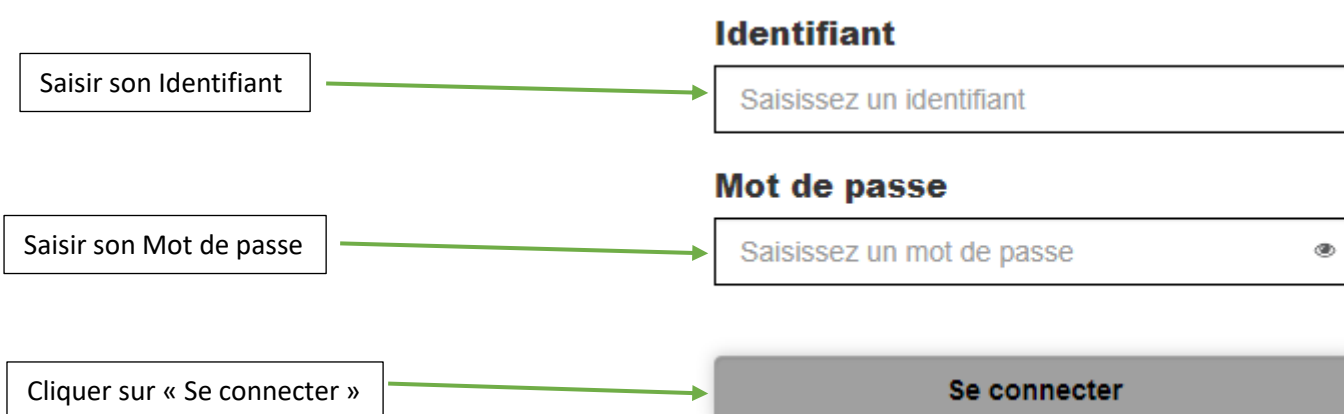 Identifiant
Saisir son Identifiant
Saisissez un identifiant
Mot de passe
Saisir son Mot de passe
Saisissez un mot de passe
Cliquer sur « Se connecter »
Se connecter